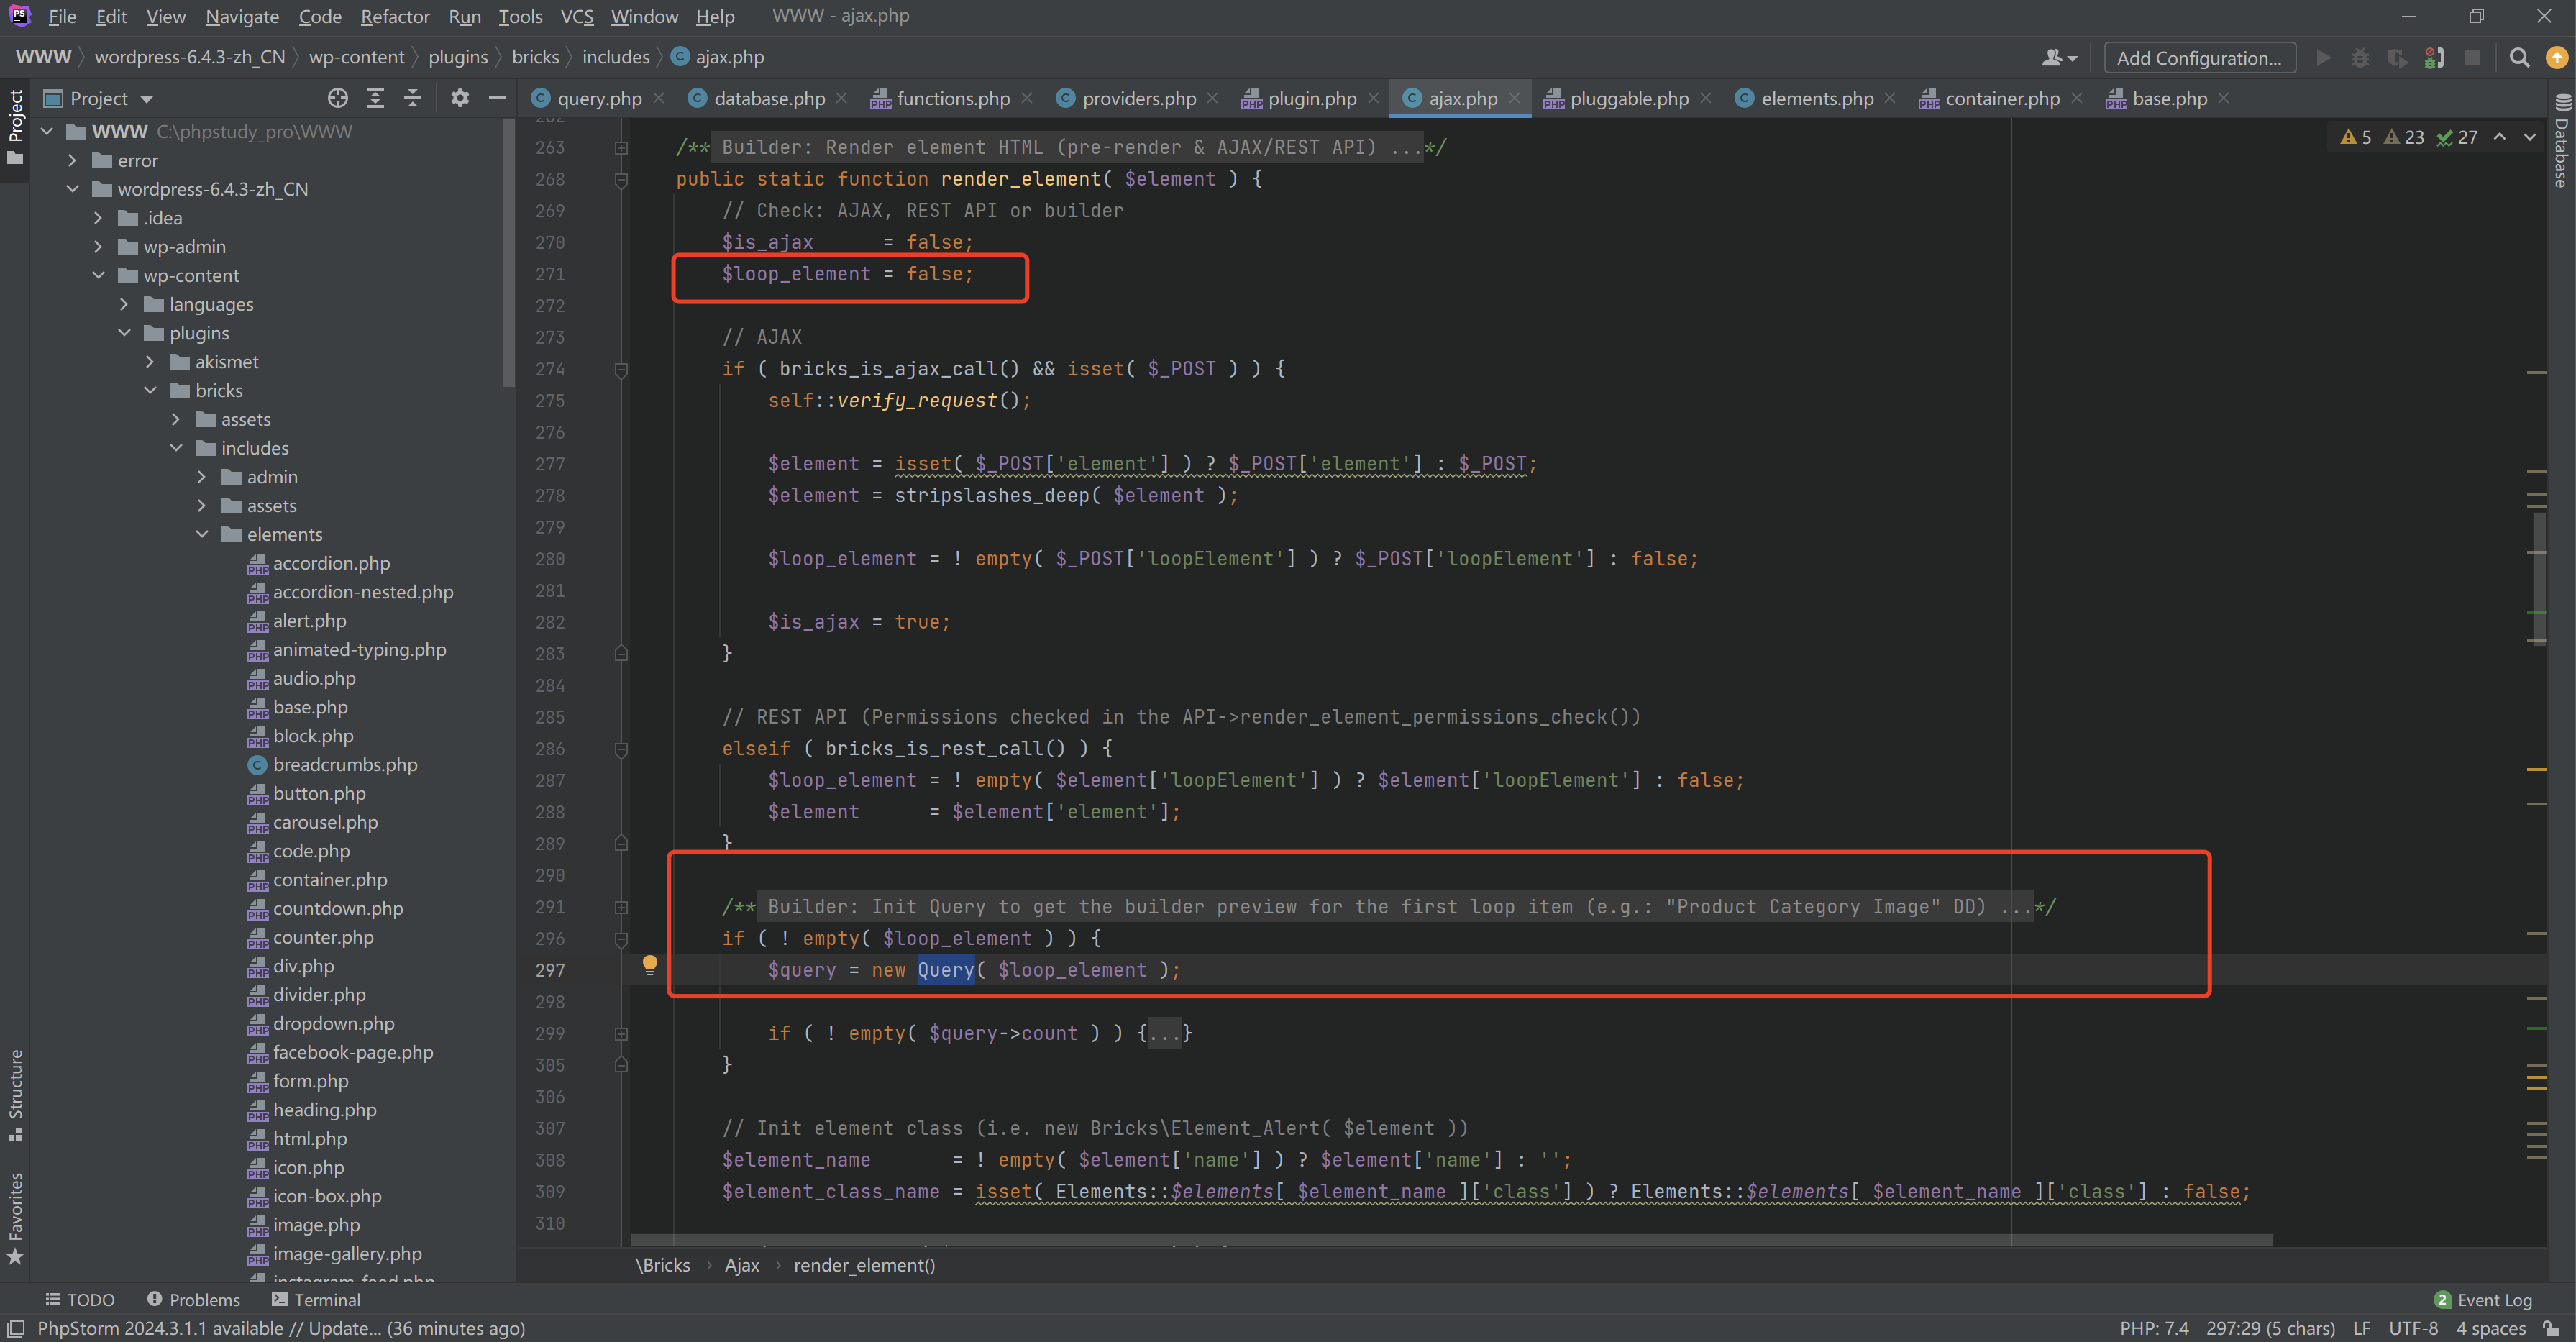 File Edit View Navigate Code Refactor Run Tools VCS Window Help WWW - ajax.php
WWW wordpress-6.4.3-zh_CN wp-content plugins bricks includes ajax.php Add Configuration...
Project
query.php database.php functions.php providers.php plugin.php ajax.php pluggable.php elements.php container.php base.php
WWW C:\phpstudy_pro\WWW
error
wordpress-6.4.3-zh_CN
.idea
wp-admin
wp-content
languages
plugins
akismet
bricks
assets
includes
admin
assets
elements
accordion.php
accordion-nested.php
alert.php
animated-typing.php
audio.php
base.php
block.php
breadcrumbs.php
button.php
carousel.php
code.php
container.php
countdown.php
counter.php
div.php
divider.php
dropdown.php
facebook-page.php
form.php
heading.php
html.php
icon.php
icon-box.php
image.php
image-gallery.php
5 23 27
263 /** Builder: Render element HTML (pre-render & AJAX/REST API) ...*/
268 public static function render_element( $element ) {
269 // Check: AJAX, REST API or builder
270 $is_ajax = false;
271 $loop_element = false;
272
273 // AJAX
274 if ( bricks_is_ajax_call() && isset( $_POST ) ) {
275 self::verify_request();
276
277 $element = isset( $_POST['element'] ) ? $_POST['element'] : $_POST;
278 $element = stripslashes_deep( $element );
279
280 $loop_element = ! empty( $_POST['loopElement'] ) ? $_POST['loopElement'] : false;
281
282 $is_ajax = true;
283 }
284
285 // REST API (Permissions checked in the API->render_element_permissions_check())
286 elseif ( bricks_is_rest_call() ) {
287 $loop_element = ! empty( $element['loopElement'] ) ? $element['loopElement'] : false;
288 $element = $element['element'];
289 }
290
291 /** Builder: Init Query to get the builder preview for the first loop item (e.g.: "Product Category Image" DD) ...*/
296 if ( ! empty( $loop_element ) ) {
297 $query = new Query( $loop_element );
298
299 if ( ! empty( $query->count ) ) {...}
305 }
306
307 // Init element class (i.e. new Bricks\Element_Alert( $element ))
308 $element_name = ! empty( $element['name'] ) ? $element['name'] : '';
309 $element_class_name = isset( Elements::$elements[ $element_name ]['class'] ) ? Elements::$elements[ $element_name ]['class'] : false;
310
\Bricks Ajax render_element()
Project
Structure
Favorites
Database
TODO Problems Terminal 2 Event Log
PhpStorm 2024.3.1.1 available // Update... (36 minutes ago) PHP: 7.4 297:29 (5 chars) LF UTF-8 4 spaces